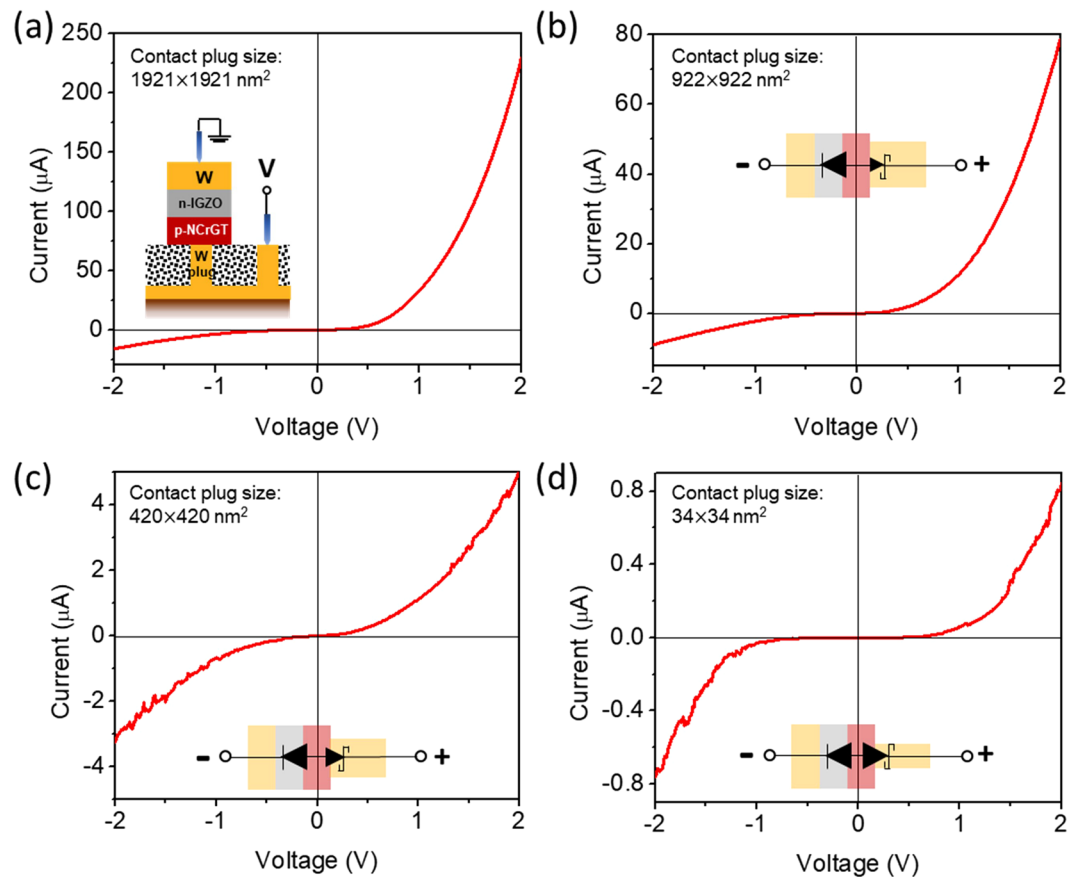 (a)
250
200
150
100
50
0
Current (μA)
Contact plug size:
1921×1921 nm²
V
W
n-IGZO
p-NCrGT
W
plug
-2
-1
0
1
2
Voltage (V)
(b)
80
60
40
20
0
Current (μA)
Contact plug size:
922×922 nm²
-
+
-2
-1
0
1
2
Voltage (V)
(c)
4
2
0
-2
-4
Current (μA)
Contact plug size:
420×420 nm²
-
+
-2
-1
0
1
2
Voltage (V)
(d)
0.8
0.4
0.0
-0.4
-0.8
Current (μA)
Contact plug size:
34×34 nm²
-
+
-2
-1
0
1
2
Voltage (V)